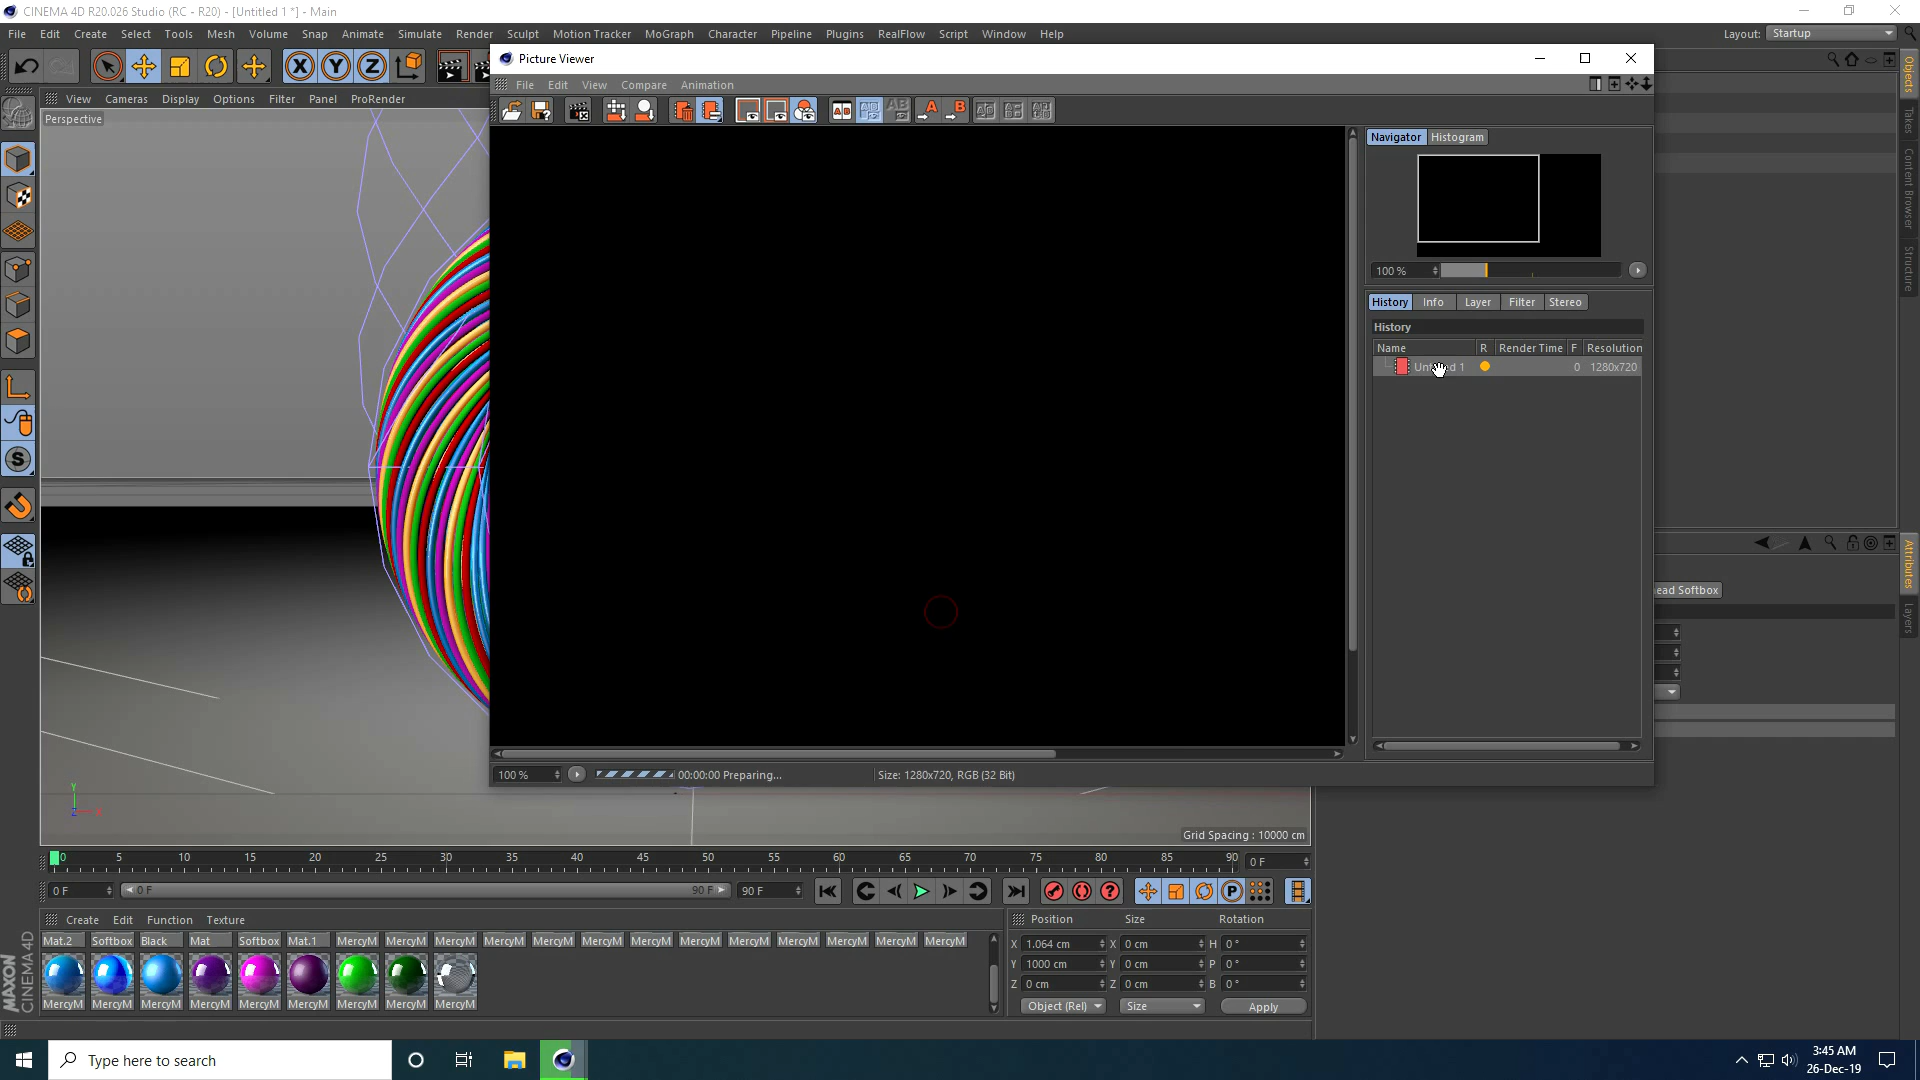 CINEMA 4D R20.026 Studio (RC - R20) - [Untitled 1 *] - Main
File Edit Create Select Tools Mesh Volume Snap Animate Simulate Render Sculpt Motion Tracker MoGraph Character Pipeline Plugins RealFlow Script Window Help
Layout: Startup
Picture Viewer
File Edit View Compare Animation
View Cameras Display Options Filter Panel ProRender
Perspective
Navigator Histogram
100 %
History Info Layer Filter Stereo
History
Name R Render Time F Resolution
0 1280x720
Objects
Takes
Content Browser
Structure
Attributes
Layers
ead Softbox
100 % 00:00:00 Preparing... Size: 1280x720, RGB (32 Bit)
Y
Z
Grid Spacing : 10000 cm
0 5 10 15 20 25 30 35 40 45 50 55 60 65 70 75 80 85 90 0 F
0 F 0 F 90 F 90 F
Create Edit Function Texture
Position Size Rotation
Mat.2 Softbox Black Mat Softbox Mat.1 MercyM MercyM MercyM MercyM MercyM MercyM MercyM MercyM MercyM MercyM MercyM MercyM MercyM
X 1.064 cm X 0 cm H 0 °
Y 1000 cm Y 0 cm P 0 °
Z 0 cm Z 0 cm B 0 °
MercyM MercyM MercyM MercyM MercyM MercyM MercyM MercyM MercyM
Object (Rel) Size Apply
MAXON
CINEMA 4D
Type here to search
3:45 AM
26-Dec-19